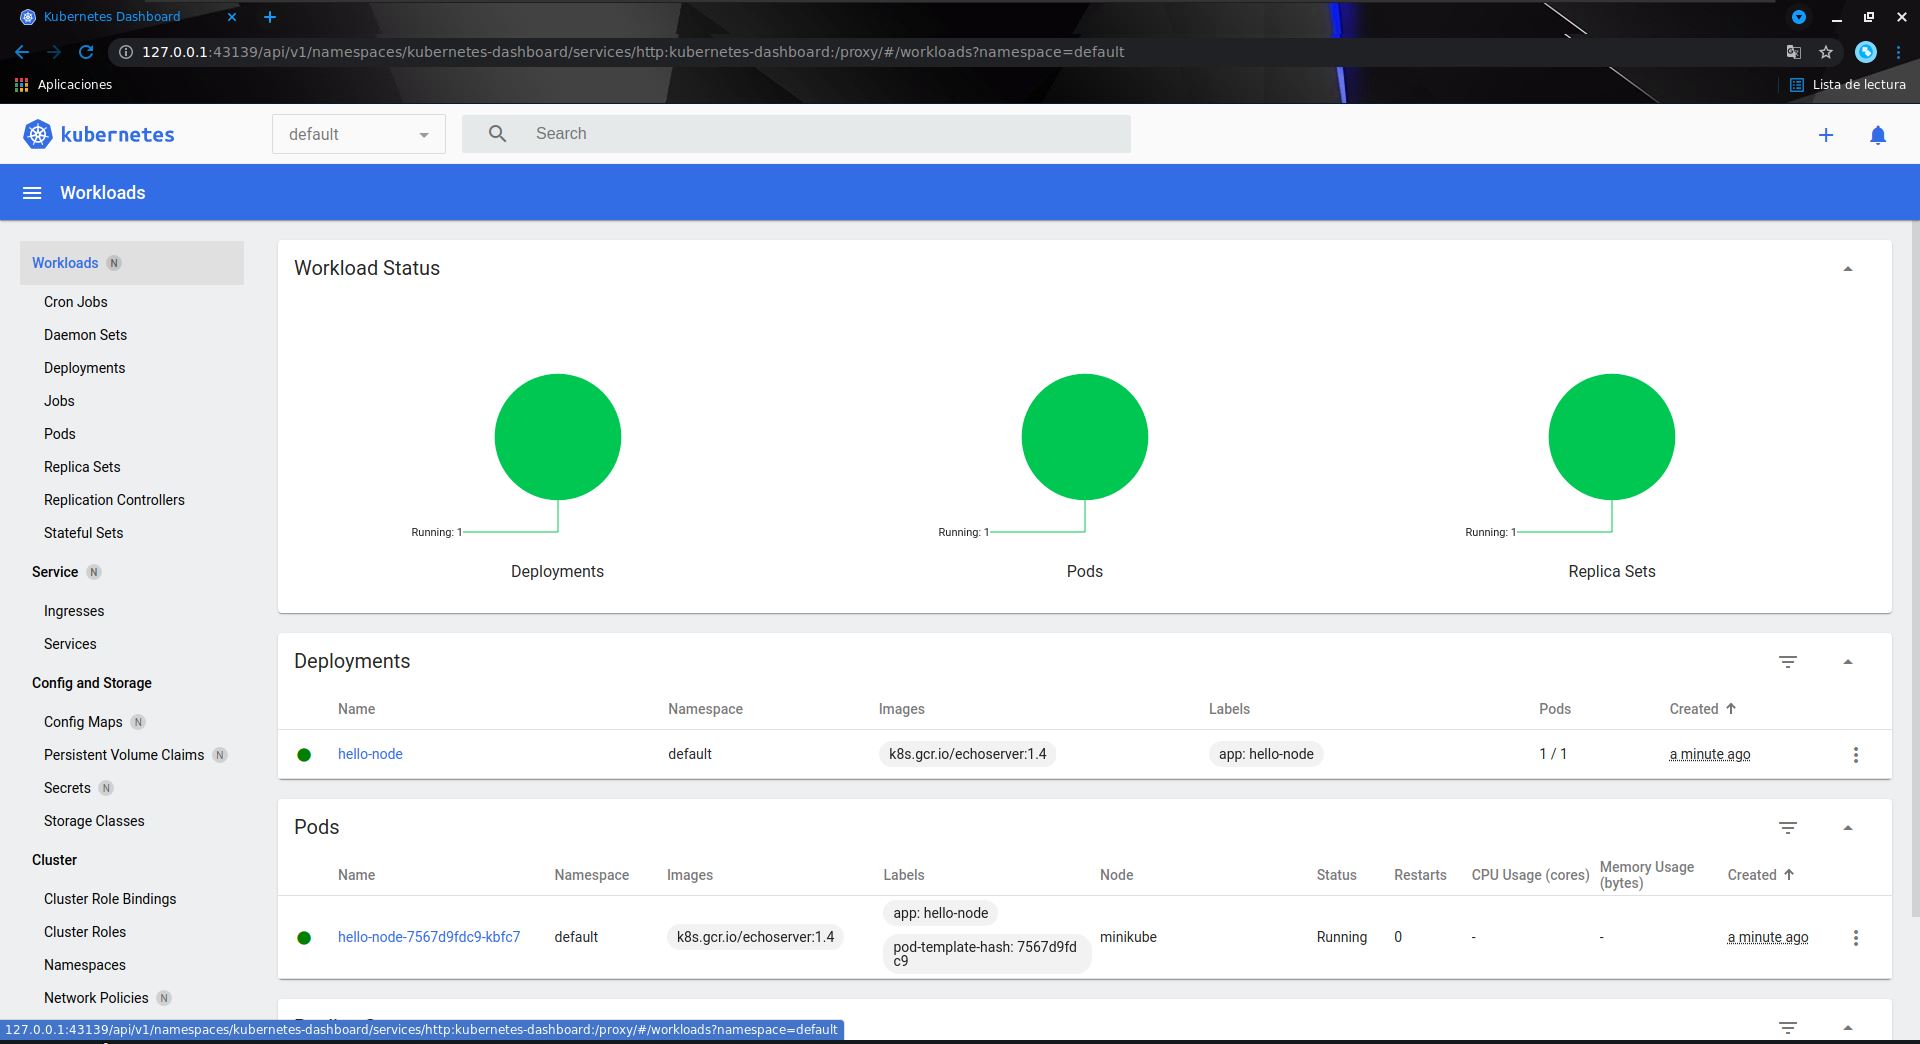 Kubernetes Dashboard
127.0.0.1:43139/api/v1/namespaces/kubernetes-dashboard/services/http:kubernetes-dashboard:/proxy/#/workloads?namespace=default
Aplicaciones
Lista de lectura
kubernetes
default
Search
Workloads
Workloads N
Cron Jobs
Daemon Sets
Deployments
Jobs
Pods
Replica Sets
Replication Controllers
Stateful Sets
Service N
Ingresses
Services
Config and Storage
Config Maps N
Persistent Volume Claims N
Secrets N
Storage Classes
Cluster
Cluster Role Bindings
Cluster Roles
Namespaces
Network Policies N
Workload Status
Running: 1
Deployments
Running: 1
Pods
Running: 1
Replica Sets
Deployments
Name Namespace Images Labels Pods Created
hello-node default k8s.gcr.io/echoserver:1.4 app: hello-node 1 / 1 a minute ago
Pods
Name Namespace Images Labels Node Status Restarts CPU Usage (cores) Memory Usage
(bytes) Created
app: hello-node
hello-node-7567d9fdc9-kbfc7 default k8s.gcr.io/echoserver:1.4 pod-template-hash: 7567d9fd
c9 minikube Running 0 - - a minute ago
127.0.0.1:43139/api/v1/namespaces/kubernetes-dashboard/services/http:kubernetes-dashboard:/proxy/#/workloads?namespace=default